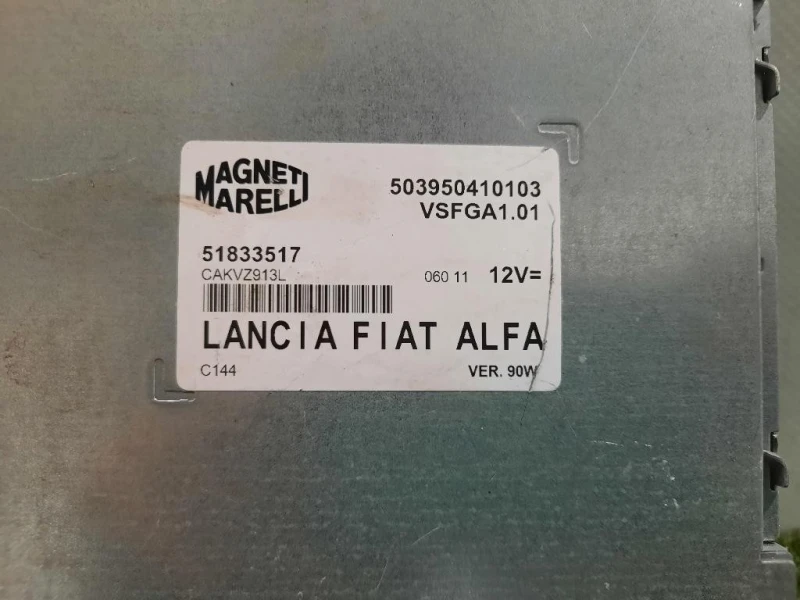 MAGNETI
MARELLI
503950410103
VSFGA1.01
51833517
CAKVZ913L
060 11 12V=
LANCIA FIAT ALFA
C144 VER. 90W